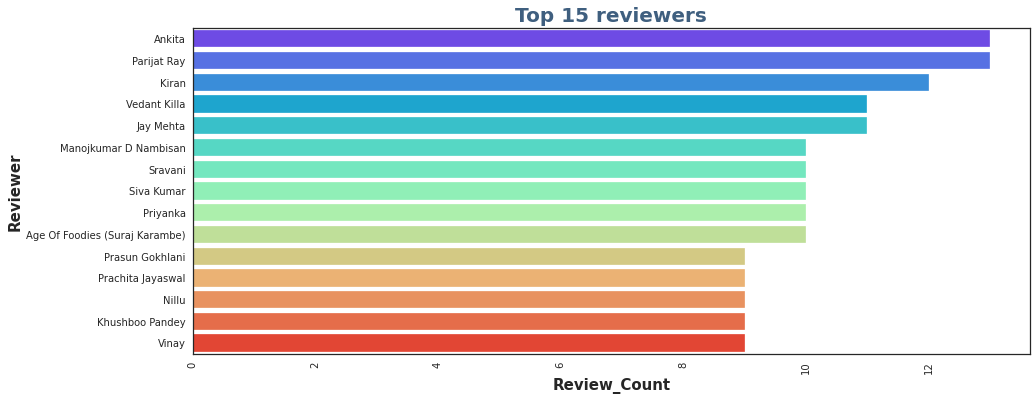 Top 15 reviewers
Reviewer
Ankita
Parijat Ray
Kiran
Vedant Killa
Jay Mehta
Manojkumar D Nambisan
Sravani
Siva Kumar
Priyanka
Age Of Foodies (Suraj Karambe)
Prasun Gokhlani
Prachita Jayaswal
Nillu
Khushboo Pandey
Vinay
0 2 4 6 8 10 12
Review_Count